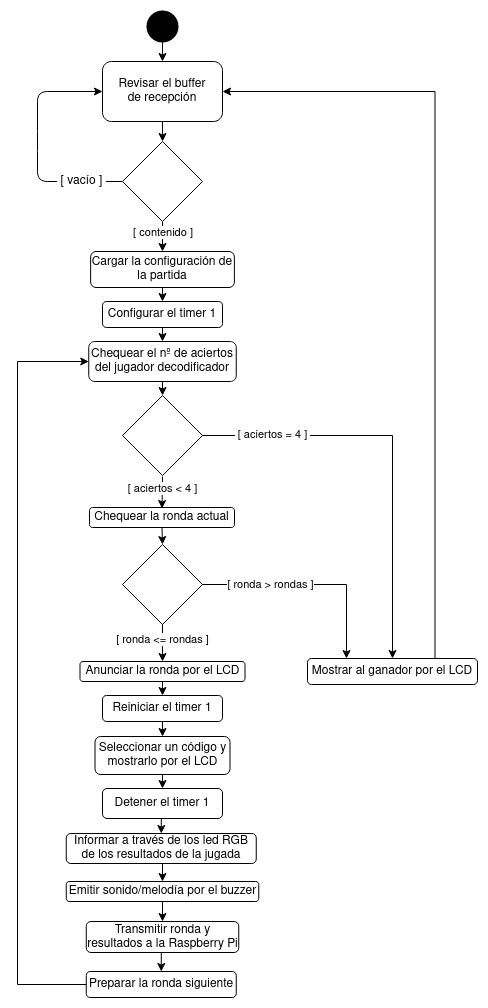 Revisar el buffer
de recepción
[ vacío ]
[ contenido ]
Cargar la configuración de
la partida
Configurar el timer 1
Chequear el nº de aciertos
del jugador decodificador
[ aciertos = 4 ]
[ aciertos < 4 ]
Chequear la ronda actual
[ ronda > rondas ]
[ ronda <= rondas ]
Anunciar la ronda por el LCD
Mostrar al ganador por el LCD
Reiniciar el timer 1
Seleccionar un código y
mostrarlo por el LCD
Detener el timer 1
Informar a través de los led RGB
de los resultados de la jugada
Emitir sonido/melodía por el buzzer
Transmitir ronda y
resultados a la Raspberry Pi
Preparar la ronda siguiente